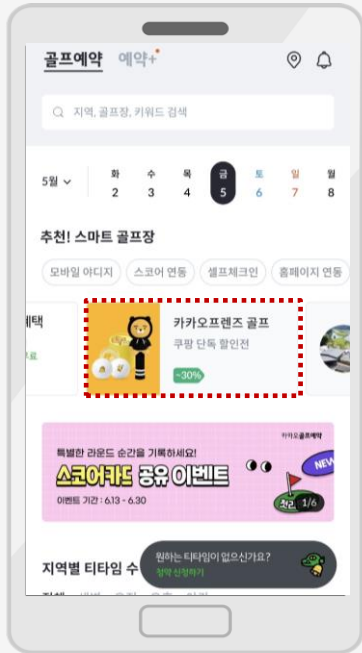 골프예약 예약+
지역, 골프장, 키워드 검색
5월 화 수 목 금 토 일 월
2 3 4 5 6 7 8
추천! 스마트 골프장
모바일 야디지 스코어 연동 셀프체크인 홈페이지 연동
카카오프렌즈 골프
쿠팡 단독 할인전
~30%
카카오골프예약
특별한 라운드 순간을 기록하세요!
스코어카드 공유 이벤트
이벤트 기간 : 6.13 - 6.30
NEW
1/6
원하는 티타임이 없으신가요?
청약 신청하기
지역별 티타임 수